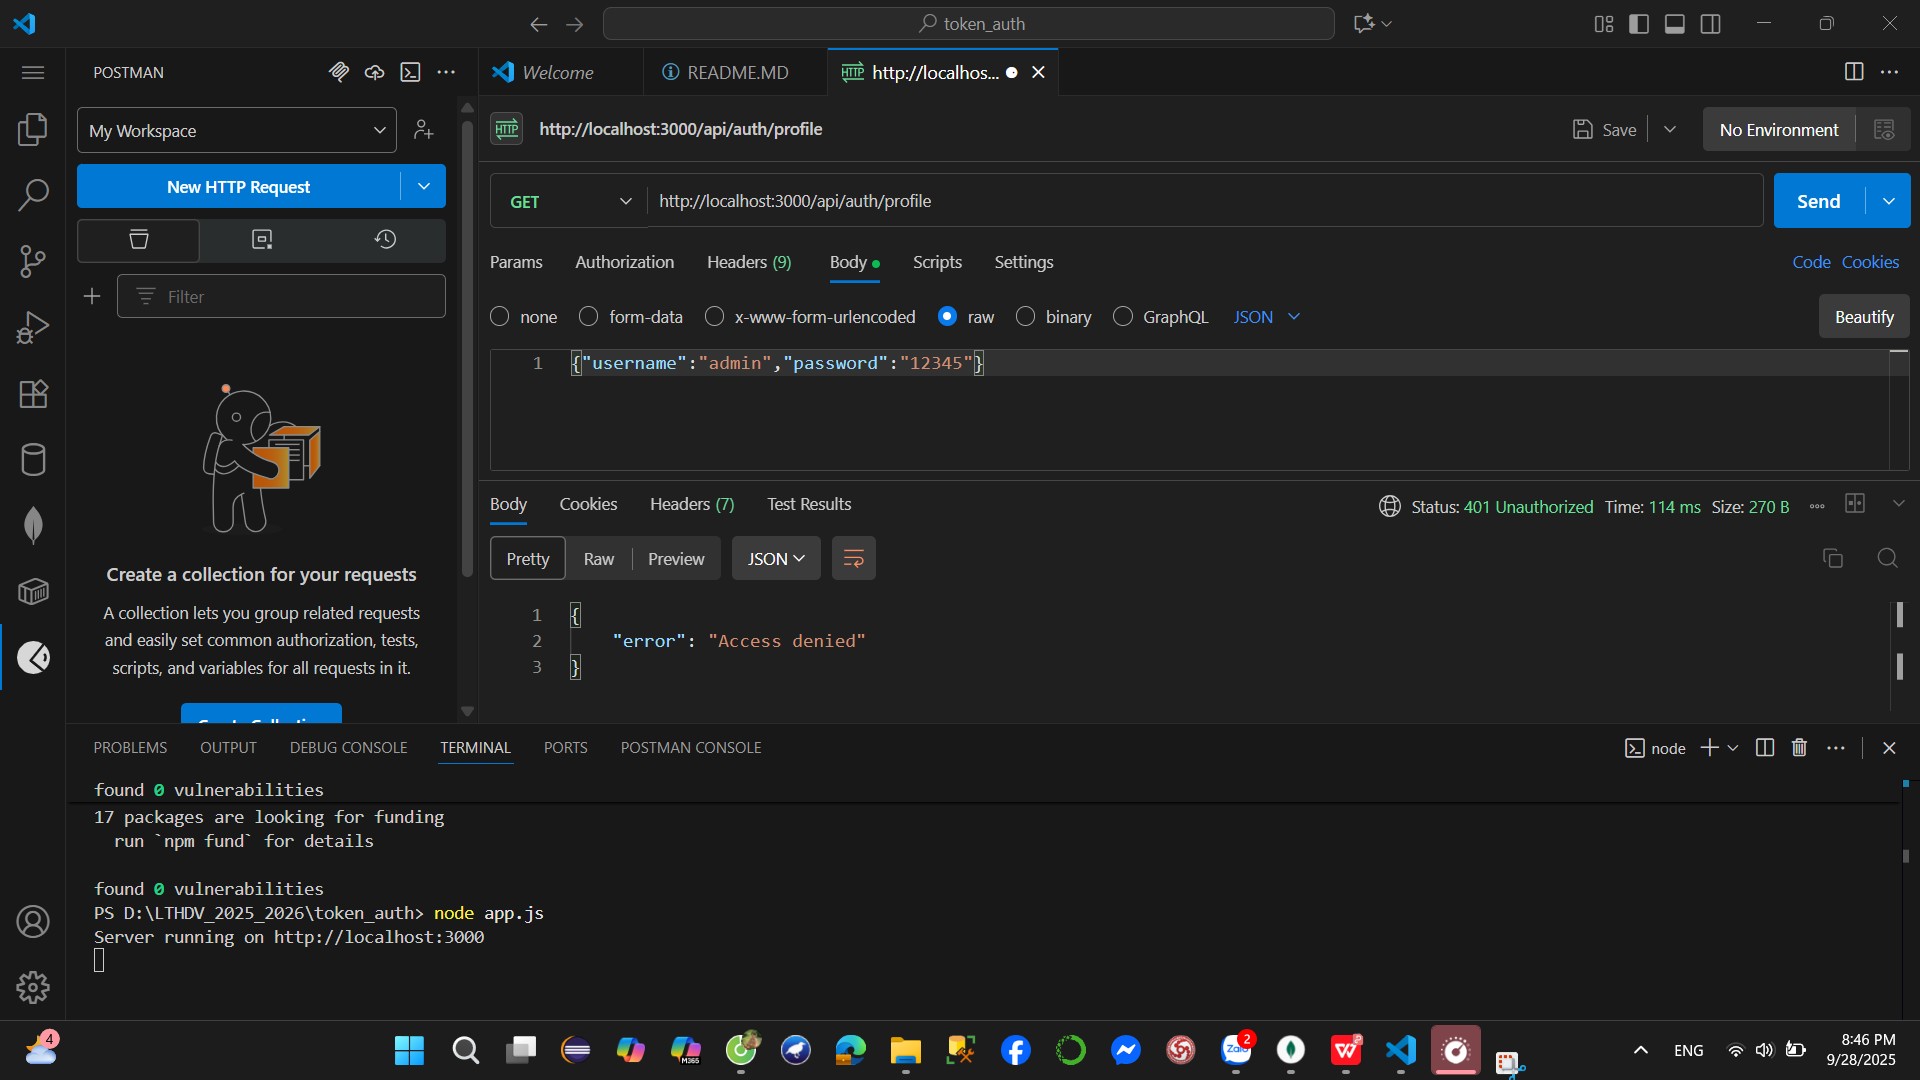 token_auth
POSTMAN
Welcome
README.MD
HTTP http://localhos...
My Workspace
HTTP http://localhost:3000/api/auth/profile
Save
No Environment
New HTTP Request
GET
http://localhost:3000/api/auth/profile
Send
Params
Authorization
Headers (9)
Body
Scripts
Settings
Code
Cookies
Filter
none
form-data
x-www-form-urlencoded
raw
binary
GraphQL
JSON
Beautify
1 {"username":"admin","password":"12345"}
Body
Cookies
Headers (7)
Test Results
Status: 401 Unauthorized Time: 114 ms Size: 270 B
Pretty
Raw
Preview
JSON
1 {
2 "error": "Access denied"
3 }
Create a collection for your requests
A collection lets you group related requests
and easily set common authorization, tests,
scripts, and variables for all requests in it.
PROBLEMS
OUTPUT
DEBUG CONSOLE
TERMINAL
PORTS
POSTMAN CONSOLE
node
found 0 vulnerabilities
17 packages are looking for funding
run `npm fund` for details
found 0 vulnerabilities
PS D:\LTHDV_2025_2026\token_auth> node app.js
Server running on http://localhost:3000
4
M365
Zalo
2
ENG
8:46 PM
9/28/2025